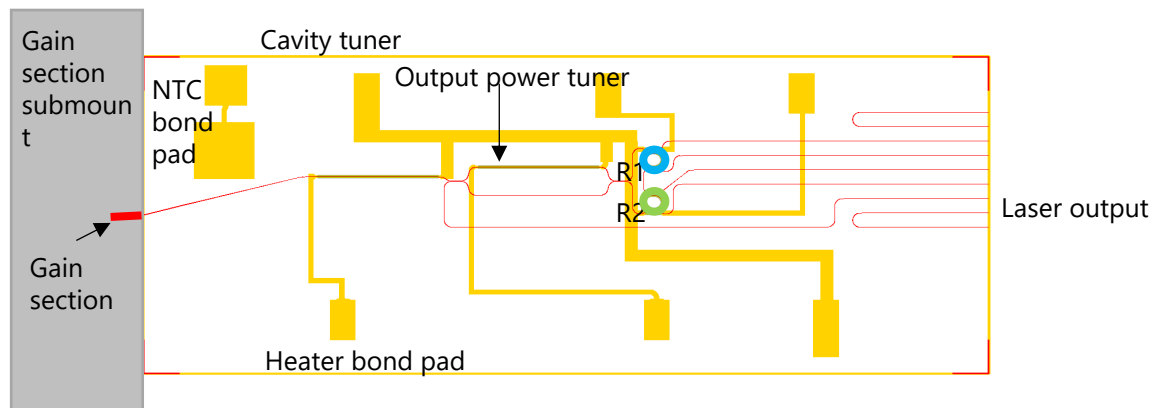 Gain
section
submoun
t
Cavity tuner
Output power tuner
NTC
bond
pad
R1
R2
Laser output
Gain
section
Heater bond pad